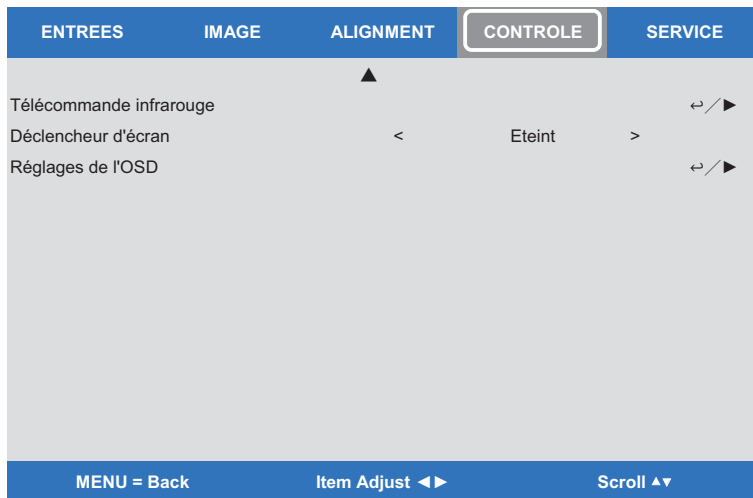 ENTREES IMAGE ALIGNMENT CONTROLE SERVICE
▲
Télécommande infrarouge ↩／►
Déclencheur d'écran < Eteint >
Réglages de l'OSD ↩／►
MENU = Back Item Adjust ◄► Scroll ▲▼